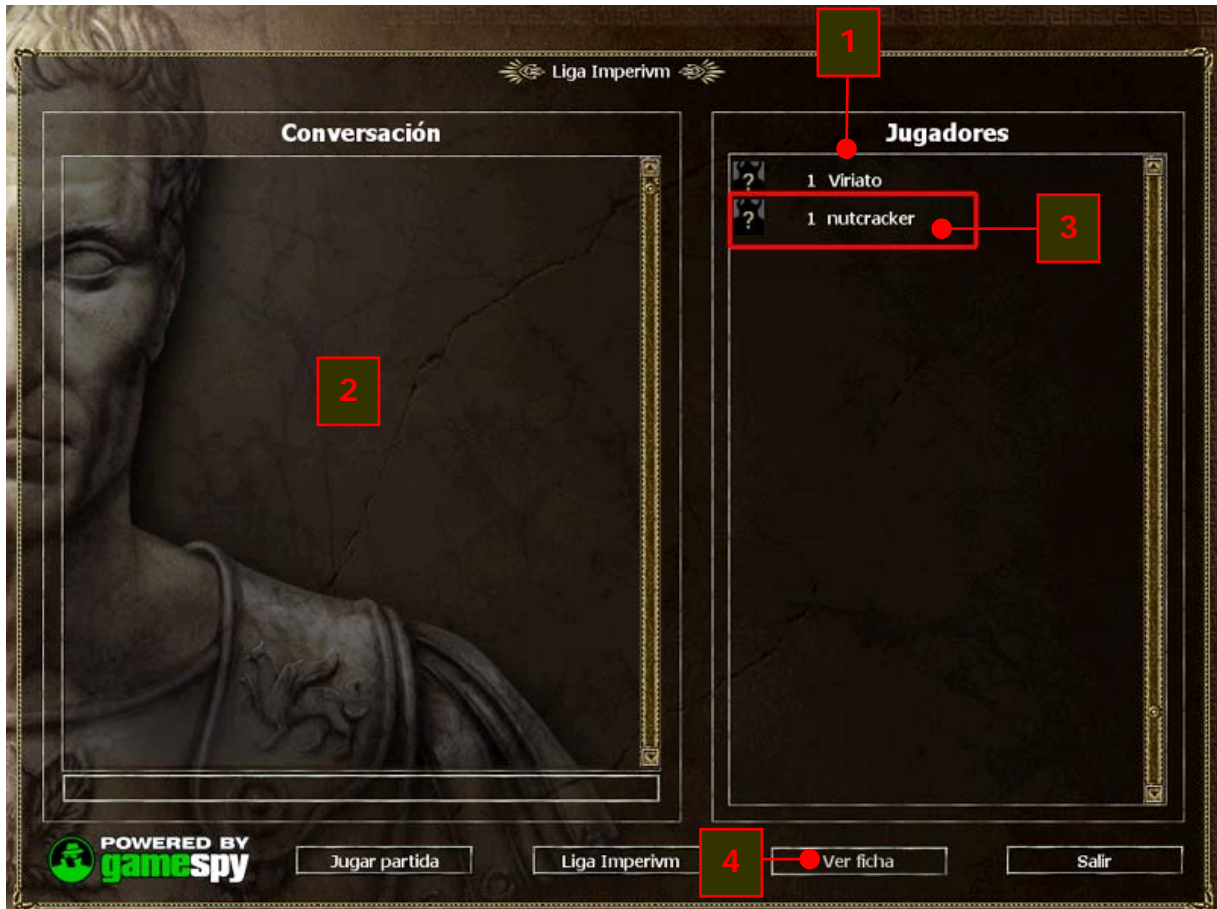 1
Liga Imperivm
Conversación
Jugadores
1 Viriato
1 nutcracker
3
2
POWERED BY
gamespy
Jugar partida
Liga Imperivm
4
Ver ficha
Salir